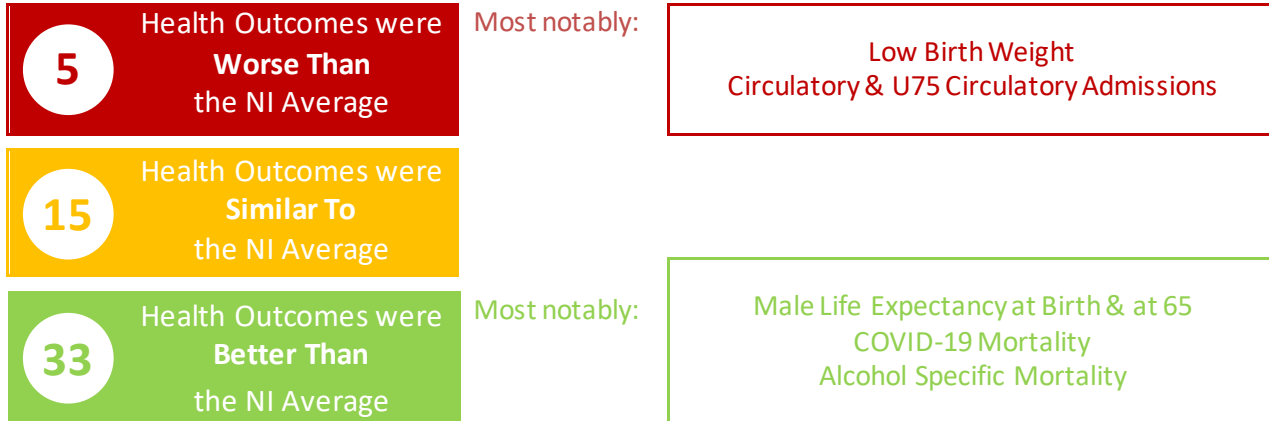 5
Health Outcomes were
Worse Than
the NI Average
Most notably:
Low Birth Weight
Circulatory & U75 Circulatory Admissions
15
Health Outcomes were
Similar To
the NI Average
33
Health Outcomes were
Better Than
the NI Average
Most notably:
Male Life Expectancy at Birth & at 65
COVID-19 Mortality
Alcohol Specific Mortality